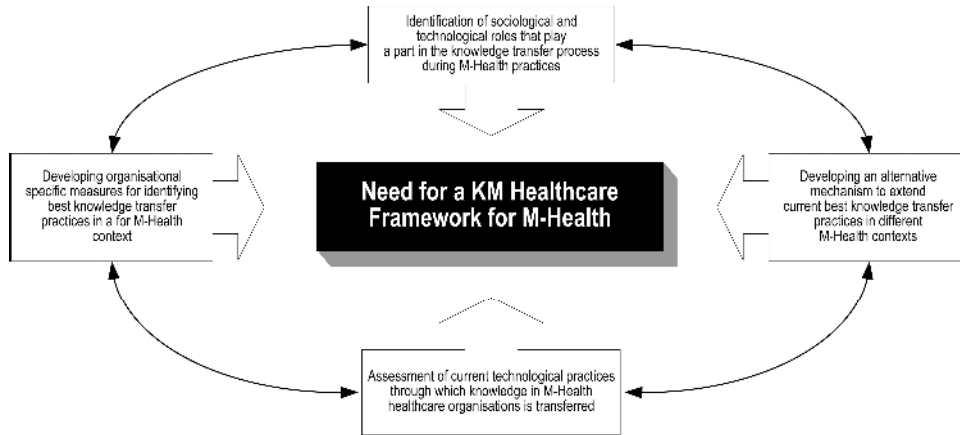 Identification of sociological and
technological roles that play
a part in the knowledge transfer process
during M-Health practices
Developing organisational
specific measures for identifying
best knowledge transfer
practices in a for M-Health
context
Need for a KM Healthcare
Framework for M-Health
Developing an alternative
mechanism to extend
current best knowledge transfer
practices in different
M-Health contexts
Assessment of current technological practices
through which knowledge in M-Health
healthcare organisations is transferred